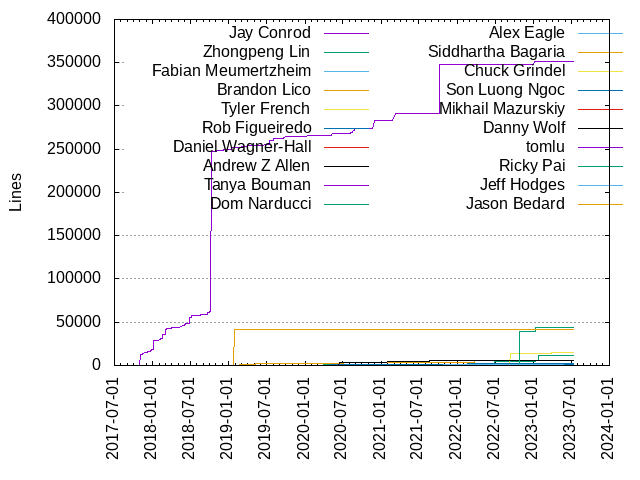 400000
350000
300000
250000
200000
150000
100000
50000
0
Lines
Jay Conrod
Zhongpeng Lin
Fabian Meumertzheim
Brandon Lico
Tyler French
Rob Figueiredo
Daniel Wagner-Hall
Andrew Z Allen
Tanya Bouman
Dom Narducci
Alex Eagle
Siddhartha Bagaria
Chuck Grindel
Son Luong Ngoc
Mikhail Mazurskiy
Danny Wolf
tomlu
Ricky Pai
Jeff Hodges
Jason Bedard
2017-07-01
2018-01-01
2018-07-01
2019-01-01
2019-07-01
2020-01-01
2020-07-01
2021-01-01
2021-07-01
2022-01-01
2022-07-01
2023-01-01
2023-07-01
2024-01-01